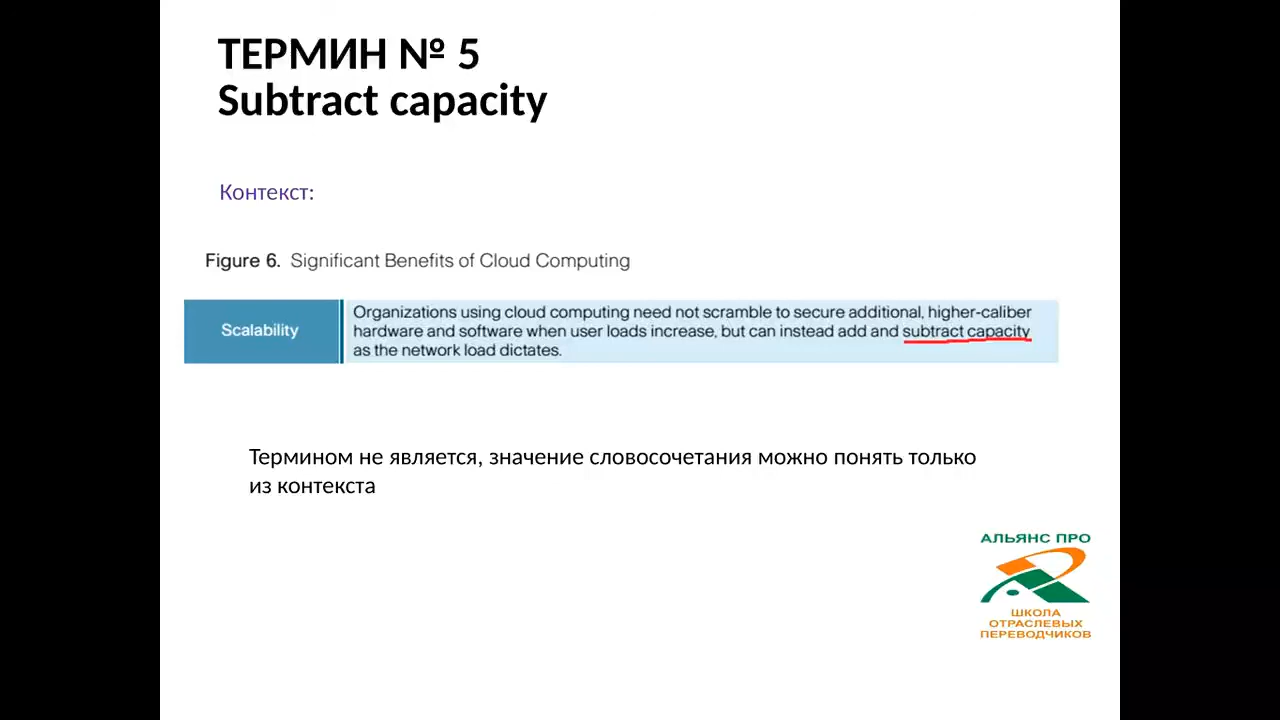 ТЕРМИН № 5
Subtract capacity
Контекст:
Figure 6. Significant Benefits of Cloud Computing
Scalability
Organizations using cloud computing need not scramble to secure additional, higher-caliber
hardware and software when user loads increase, but can instead add and subtract capacity
as the network load dictates.
Термином не является, значение словосочетания можно понять только
из контекста
АЛЬЯНС ПРО
ШКОЛА
ОТРАСЛЕВЫХ
ПЕРЕВОДЧИКОВ